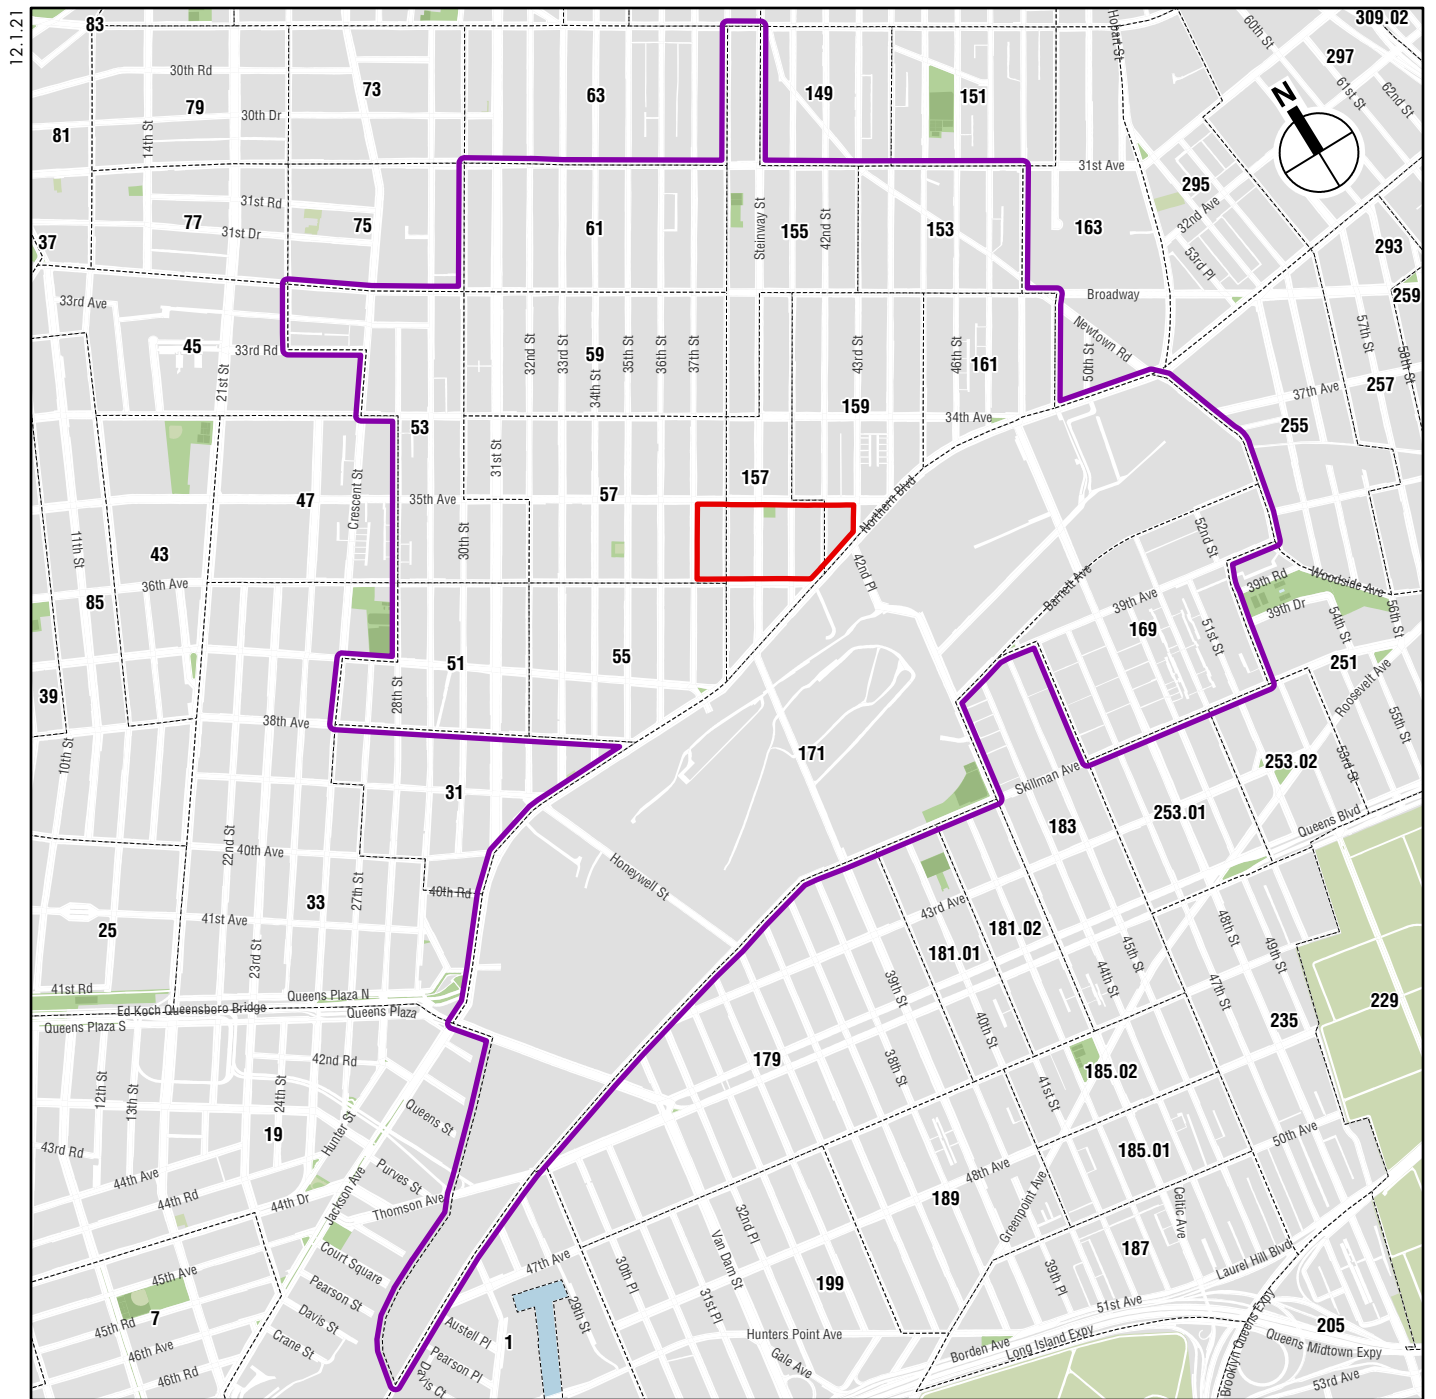 12.1.21
83
309.02
Hobart St
60th St
297
30th Rd
73
63
149
151
61st St
62nd St
79
30th Dr
N
81
14th St
31st Ave
295
31st Rd
77
31st Dr
75
61
Steinway St
155
42nd St
153
163
32nd Ave
53rd Pl
293
37
33rd Ave
Broadway
259
45
33rd Rd
21st St
32nd St
33rd St
59
34th St
35th St
36th St
37th St
43rd St
46th St
161
50th St
Newtown Rd
57th St
58th St
257
37th Ave
53
159
34th Ave
255
31st St
157
47
Crescent St
35th Ave
57
Northern Blvd
11th St
43
30th St
52nd St
36th Ave
85
42nd Pl
Barnett Ave
39th Ave
39th Rd
Woodside Ave
39th Dr
56th St
169
51st St
54th St
51
55
251
39
28th St
Roosevelt Ave
38th Ave
55th St
10th St
171
53rd St
253.02
31
Skillman Ave
183
253.01
Queens Blvd
22nd St
40th Ave
Honeywell St
27th St
40th Rd
33
43rd Ave
25
41st Ave
181.02
181.01
48th St
23rd St
45th St
49th St
44th St
47th St
39th St
41st Rd
Queens Plaza N
229
Ed Koch Queensboro Bridge
Queens Plaza S
Queens Plaza
40th St
235
42nd Rd
179
38th St
185.02
12th St
13th St
24th St
41st St
Queens St
Hunter St
19
43rd Rd
50th Ave
185.01
44th Ave
Purves St
48th Ave
44th Rd
44th Dr
Jackson Ave
Thomson Ave
189
Greenpoint Ave
Celtic Ave
32nd Pl
Van Dam St
187
Court Square
47th Ave
Laurel Hill Blvd
45th Ave
30th Pl
39th Pl
Pearson St
199
7
29th St
31st Pl
51st Ave
Davis St
45th Rd
Austell Pl
1
Hunters Point Ave
205
Crane St
46th Ave
Borden Ave
Long Island Expy
Queens Midtown Expy
Brooklyn Queens Expy
46th Rd
Pearson Pl
Gale Ave
Davis Ct
53rd Ave